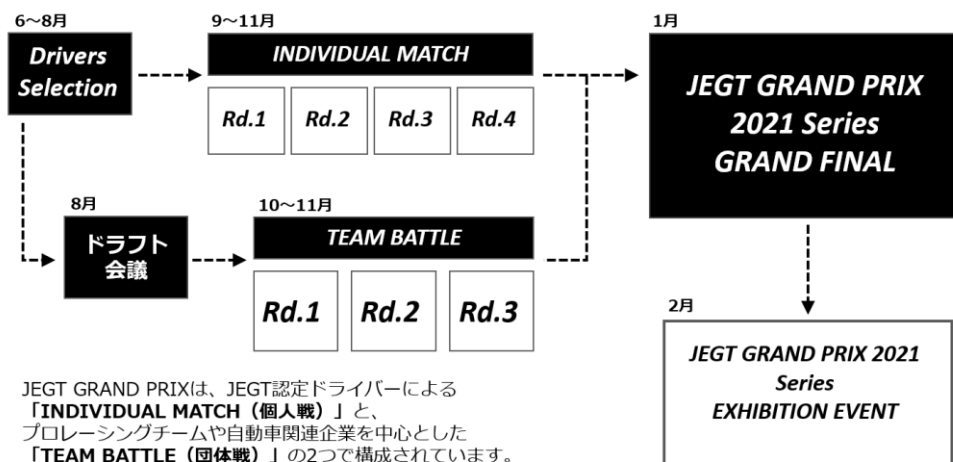 6～8月
Drivers
Selection
9～11月
INDIVIDUAL MATCH
Rd.1
Rd.2
Rd.3
Rd.4
8月
ドラフト
会議
10～11月
TEAM BATTLE
Rd.1
Rd.2
Rd.3
1月
JEGT GRAND PRIX
2021 Series
GRAND FINAL
2月
JEGT GRAND PRIX 2021
Series
EXHIBITION EVENT
JEGT GRAND PRIXは、JEGT認定ドライバーによる
「INDIVIDUAL MATCH（個人戦）」と、
プロレーシングチームや自動車関連企業を中心とした
「TEAM BATTLE（団体戦）」の2つで構成されています。